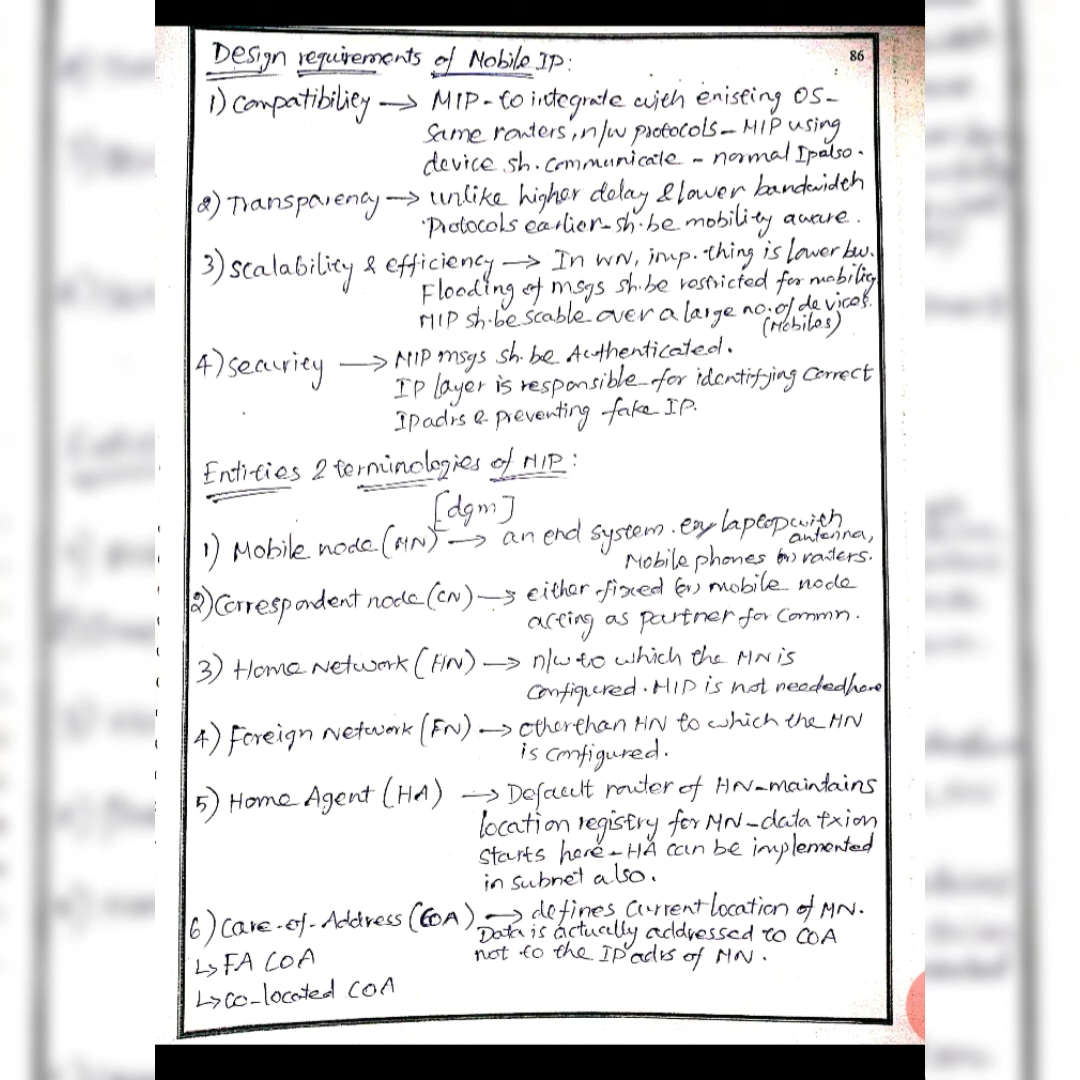 Design requirements of Mobile IP:
86
1) Compatibility → MIP - to integrate with existing OS -
same routers, n/w protocols - MIP using
device sh. communicate - normal Ip also.
2) Transparency → unlike higher delay & lower bandwidth
Protocols earlier - sh. be mobility aware.
3) Scalability & efficiency → In WN, imp. thing is lower bw.
Flooding of msgs sh. be restricted for mobility
MIP sh. be scable over a large no. of devices.
(Mobiles)
4) Security → MIP msgs sh. be Authenticated.
IP layer is responsible for identifying correct
IP adrs & preventing fake IP.
Entities 2 terminologies of MIP:
[dgm]
1) Mobile node (MN) → an end system. eg laptop with
antenna,
Mobile phones (or) routers.
2) Correspondent node (CN) → either fixed (or) mobile node
acting as partner for Commn.
3) Home Network (HN) → n/w to which the MN is
configured. MIP is not needed here
4) Foreign Network (FN) → other than HN to which the MN
is configured.
5) Home Agent (HA) → Default router of HN - maintains
location registry for MN - data txion
starts here - HA can be implemented
in subnet also.
6) Care-of-Address (COA) → defines Current location of MN.
Data is actually addressed to COA
not to the IP adrs of MN.
↳ FA COA
↳ co-located COA